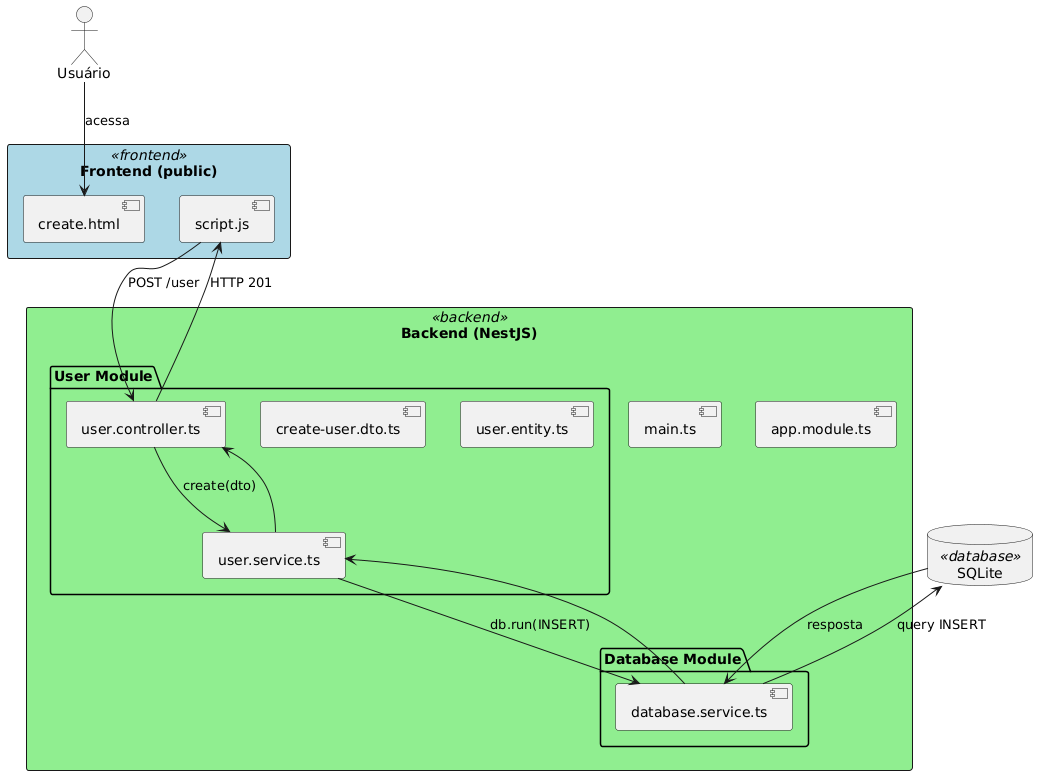 Usuário
acessa
«frontend»
Frontend (public)
create.html
script.js
POST /user
HTTP 201
«backend»
Backend (NestJS)
User Module
user.controller.ts
create-user.dto.ts
user.entity.ts
main.ts
app.module.ts
create(dto)
user.service.ts
«database»
SQLite
db.run(INSERT)
resposta
query INSERT
Database Module
database.service.ts